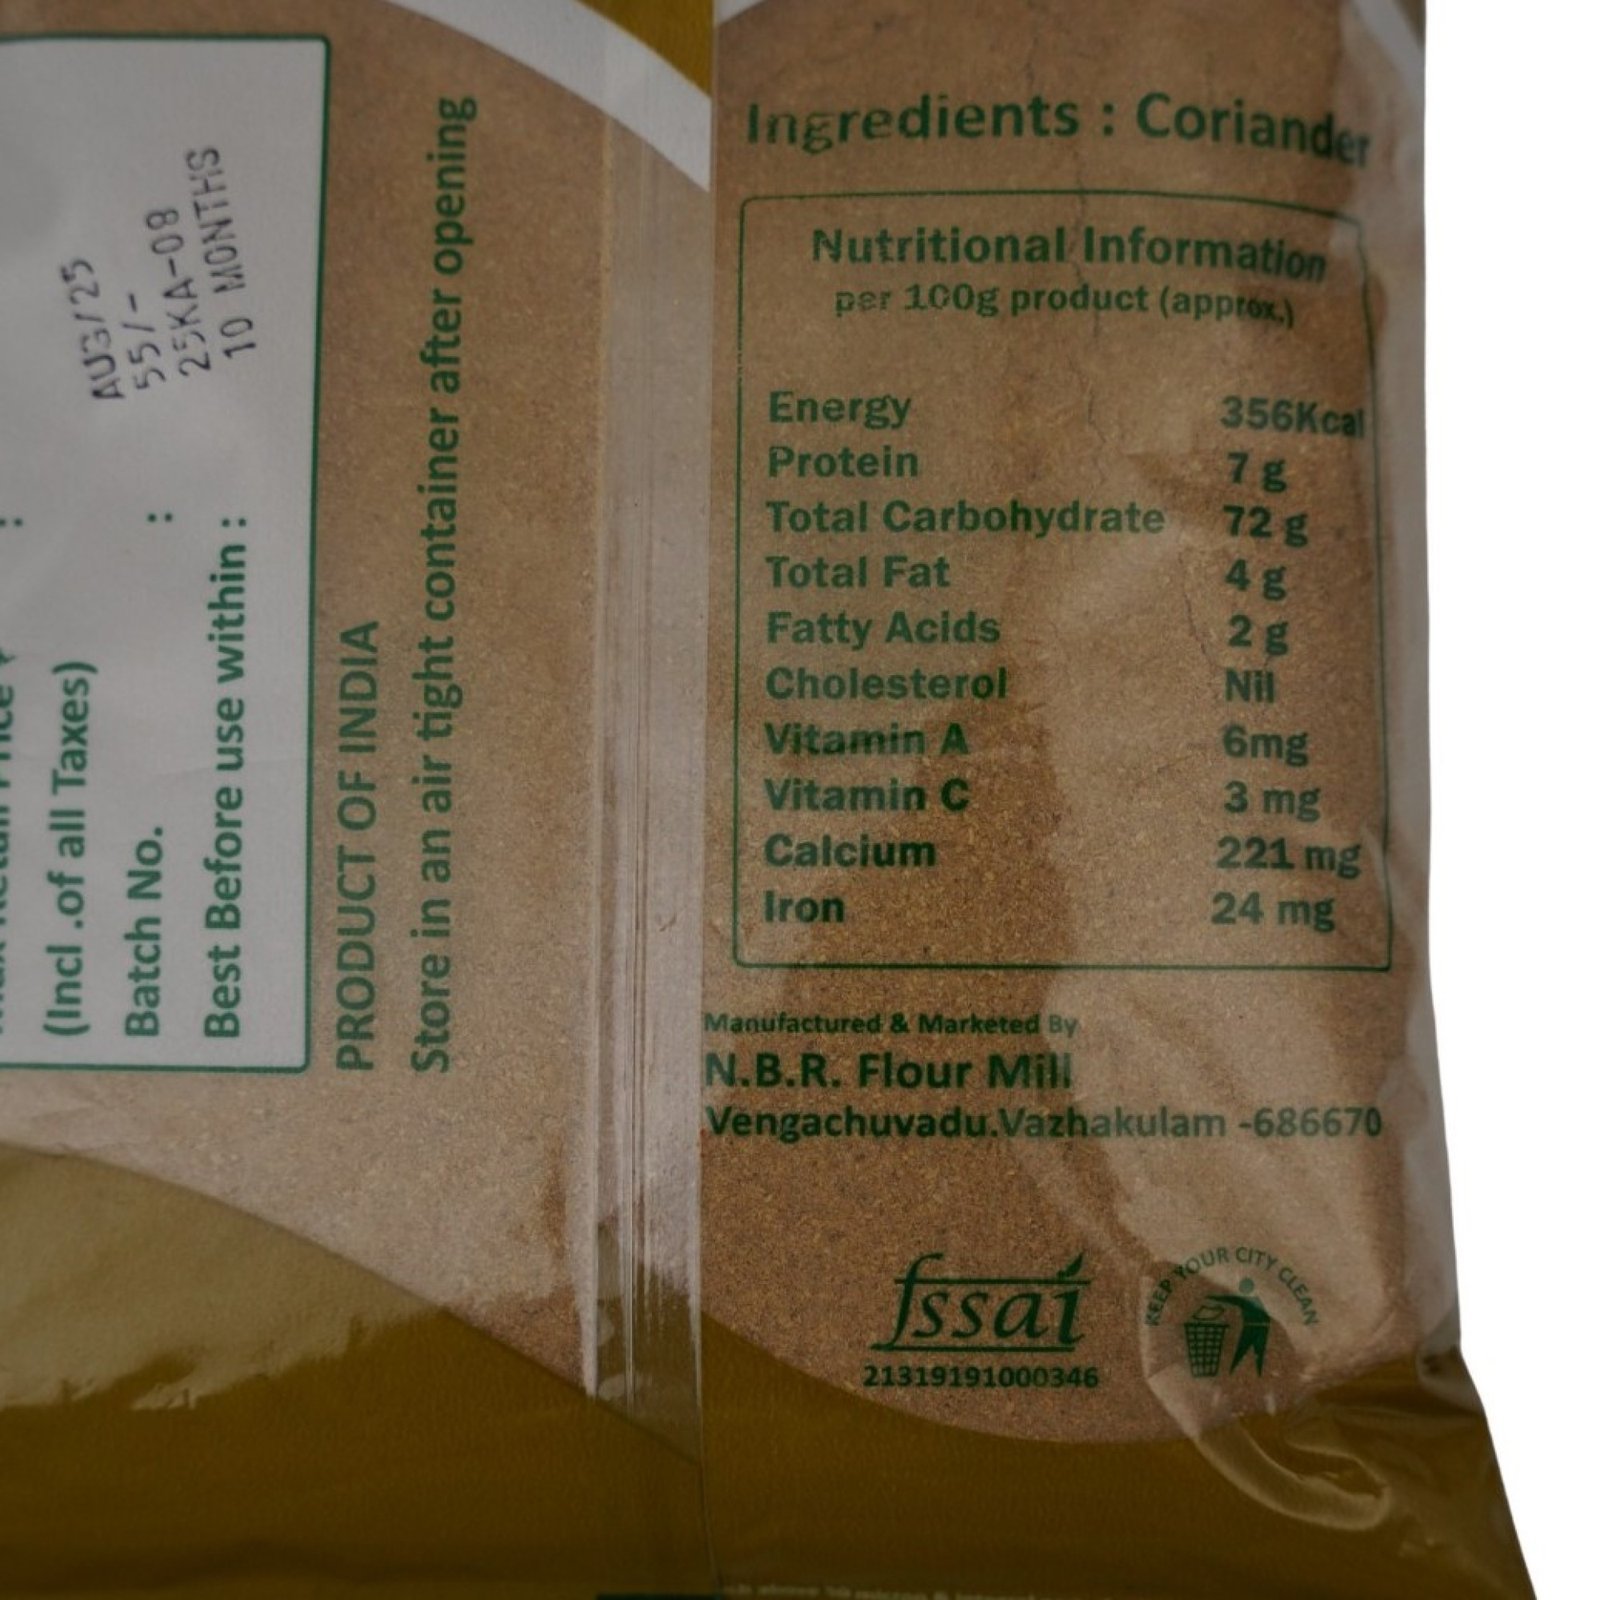 AUG/25
55/-
25KA-08
10 MONTHS
(Incl .of all Taxes)
Batch No. :
Best Before use within :
PRODUCT OF INDIA
Store in an air tight container after opening
Ingredients : Coriander
Nutritional Information
per 100g product (approx.)
Energy 356Kcal
Protein 7 g
Total Carbohydrate 72 g
Total Fat 4 g
Fatty Acids 2 g
Cholesterol Nil
Vitamin A 6mg
Vitamin C 3 mg
Calcium 221 mg
Iron 24 mg
Manufactured & Marketed By
N.B.R. Flour Mill
Vengachuvadu.Vazhakulam -686670
fssai
21319191000346
KEEP YOUR CITY CLEAN